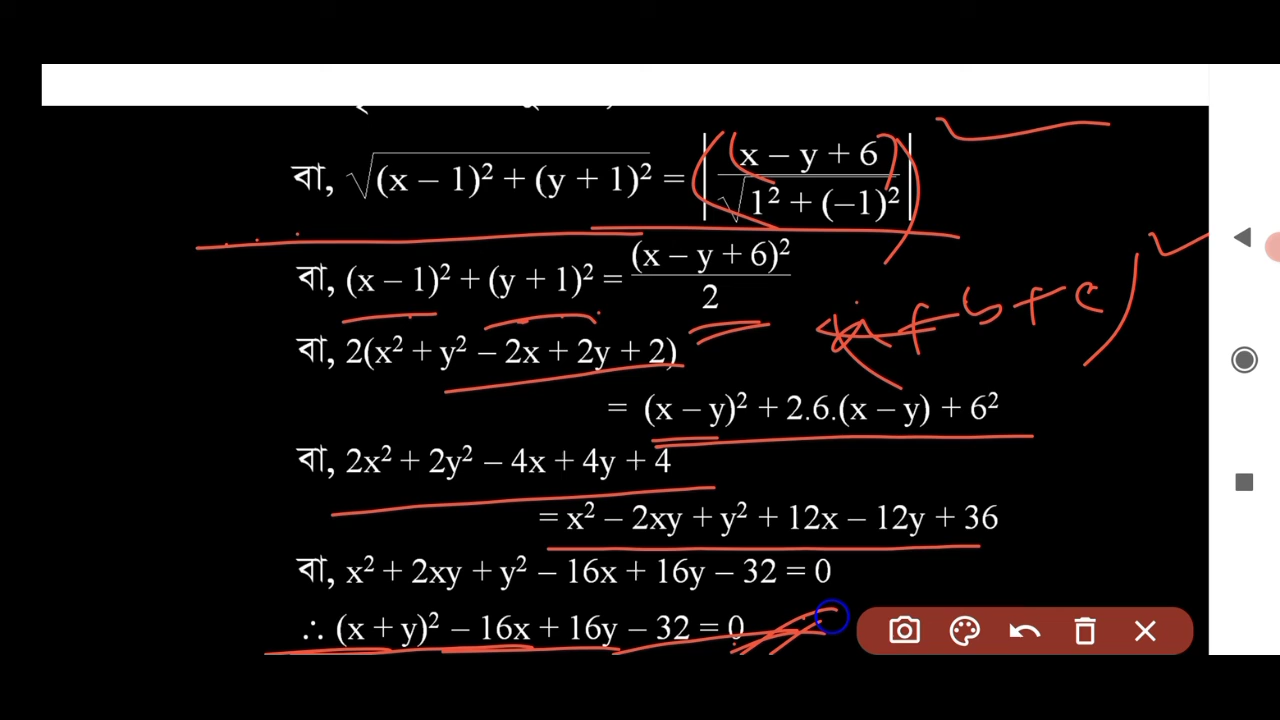 বা, √(x – 1)² + (y + 1)² = |x – y + 6 / √1² + (–1)²|
বা, (x – 1)² + (y + 1)² = (x – y + 6)² / 2
বা, 2(x² + y² – 2x + 2y + 2)
= (x – y)² + 2.6.(x – y) + 6²
বা, 2x² + 2y² – 4x + 4y + 4
= x² – 2xy + y² + 12x – 12y + 36
বা, x² + 2xy + y² – 16x + 16y – 32 = 0
∴ (x + y)² – 16x + 16y – 32 = 0